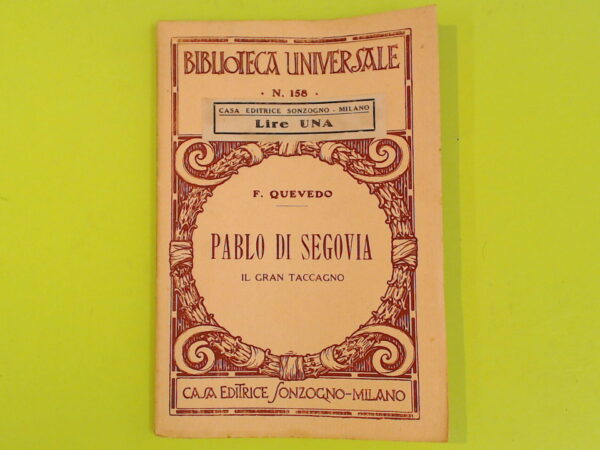 BIBLIOTECA UNIVERSALE
· N. 158 ·
CASA EDITRICE SONZOGNO - MILANO
Lire UNA
F. QUEVEDO
PABLO DI SEGOVIA
IL GRAN TACCAGNO
CASA EDITRICE SONZOGNO-MILANO